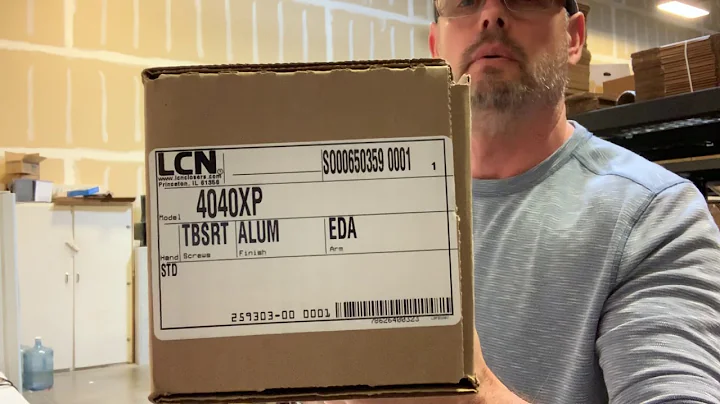 LCN
www.lcnclosers.com
Princeton, IL 61356
SO00650359 0001 1
Model 4040XP
TBSRT ALUM EDA
Hand Screws Finish Arm
STD
259303-00 0001